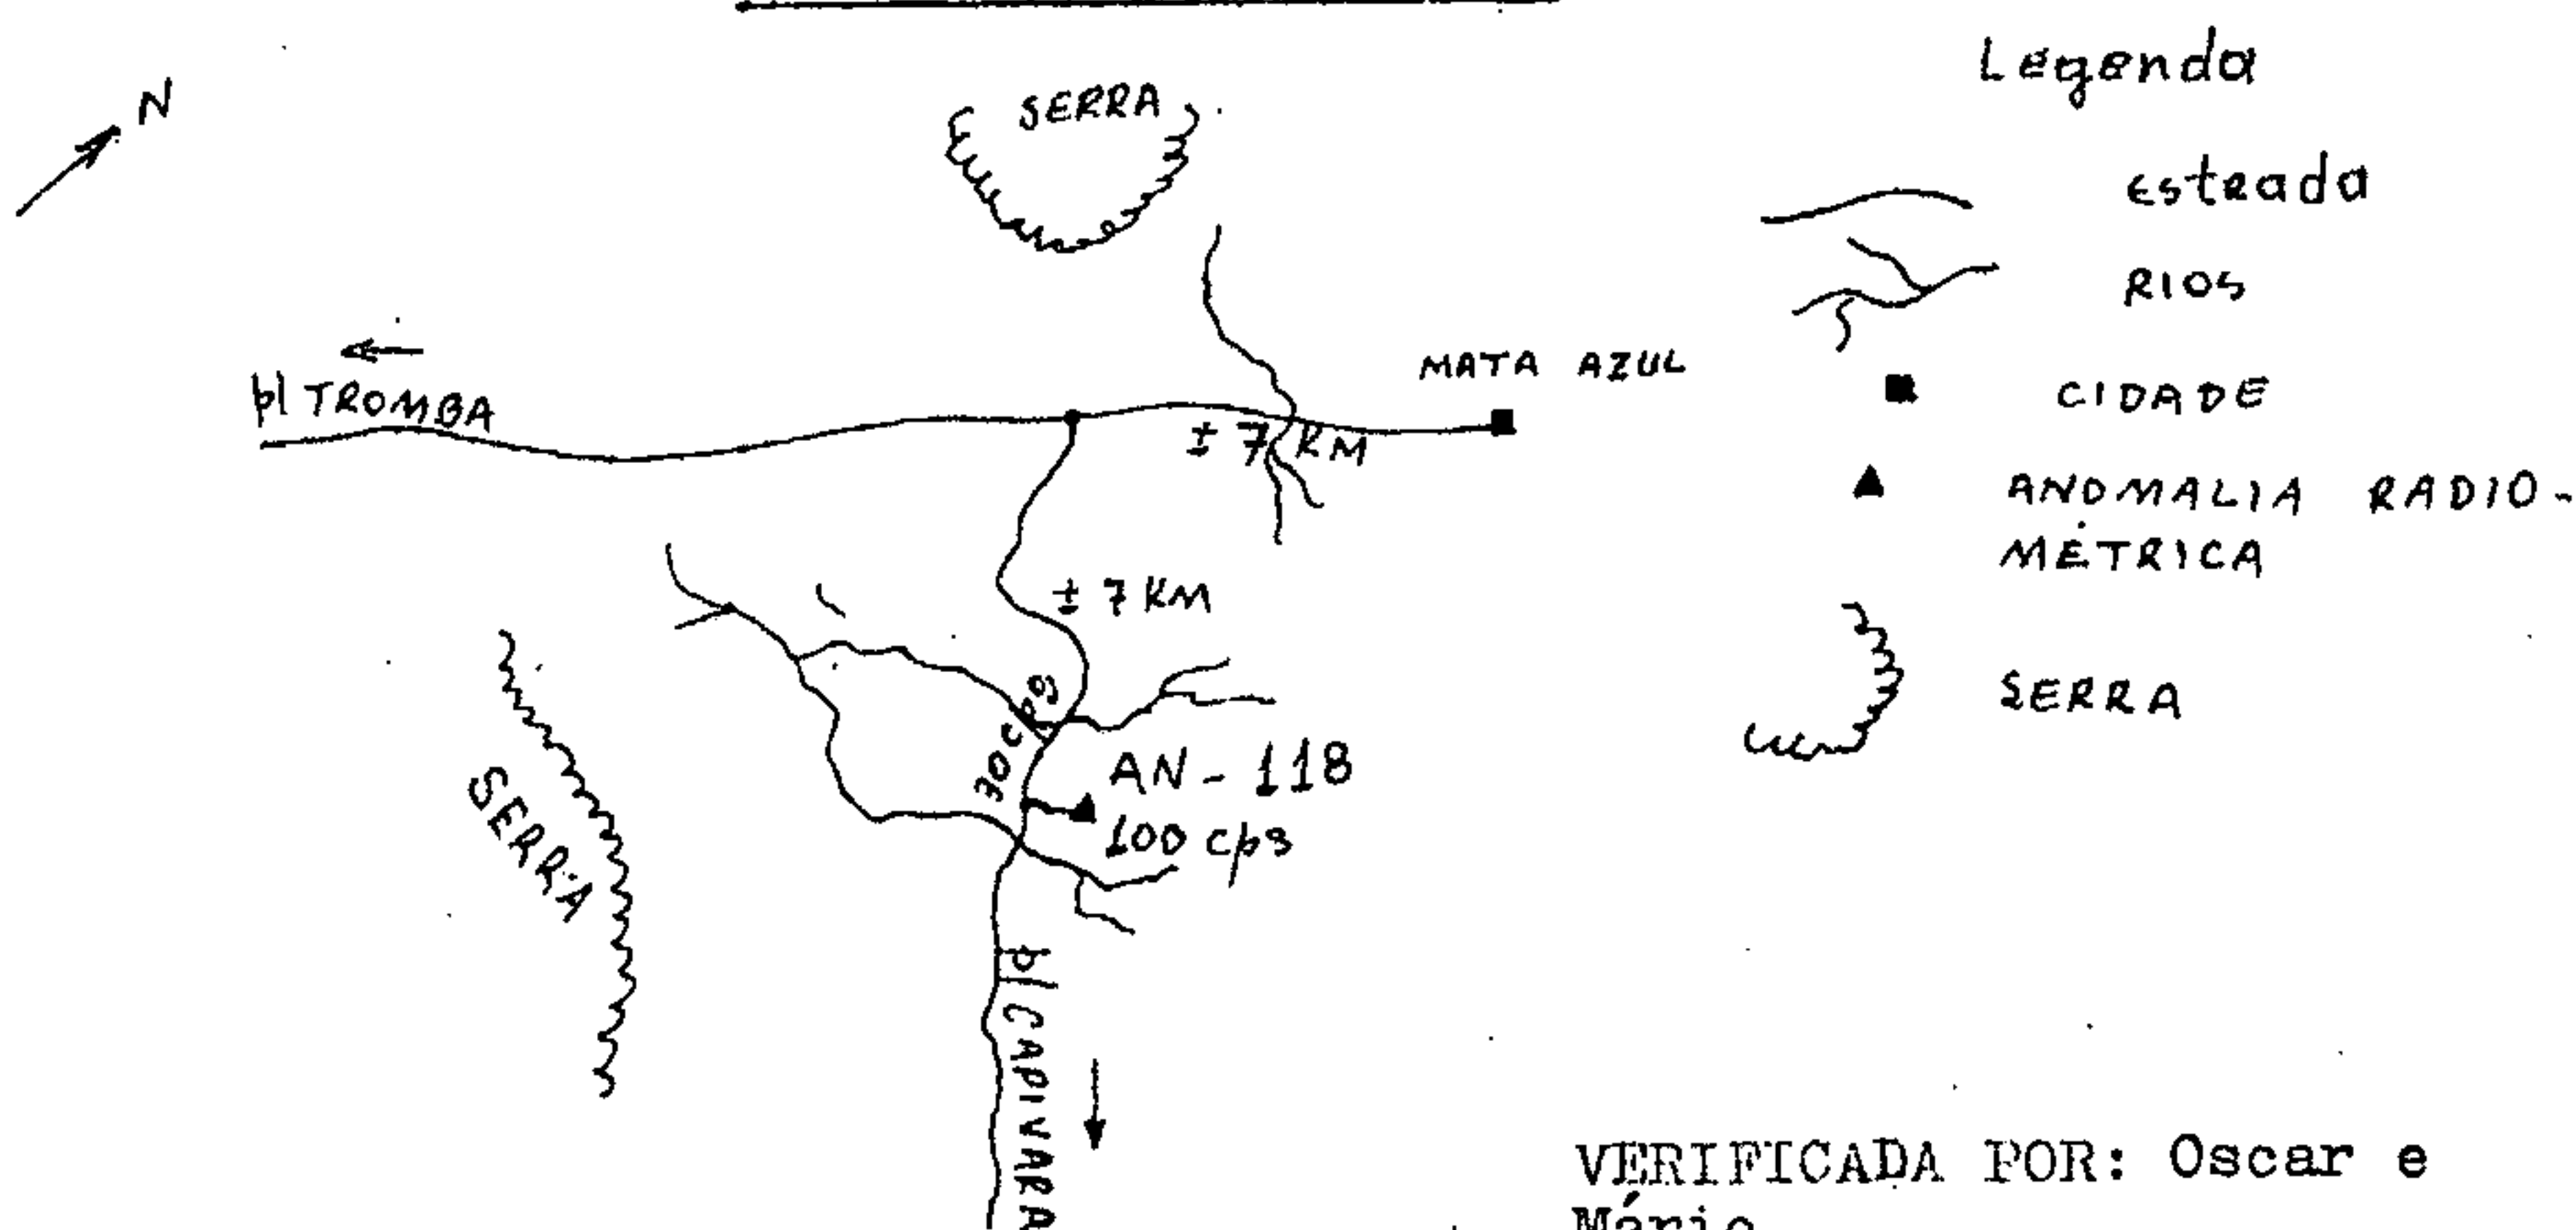 N
SERRA
Legenda
estrada
RIOS
MATA AZUL
CIDADE
p/ TROMBA
± 7 KM
ANOMALIA RADIO-
MÉTRICA
± 7 KM
SERRA
30 cps
AN - 118
100 cps
SERRA
p/ CAPIVARA
VERIFICADA POR: Oscar e
Mário